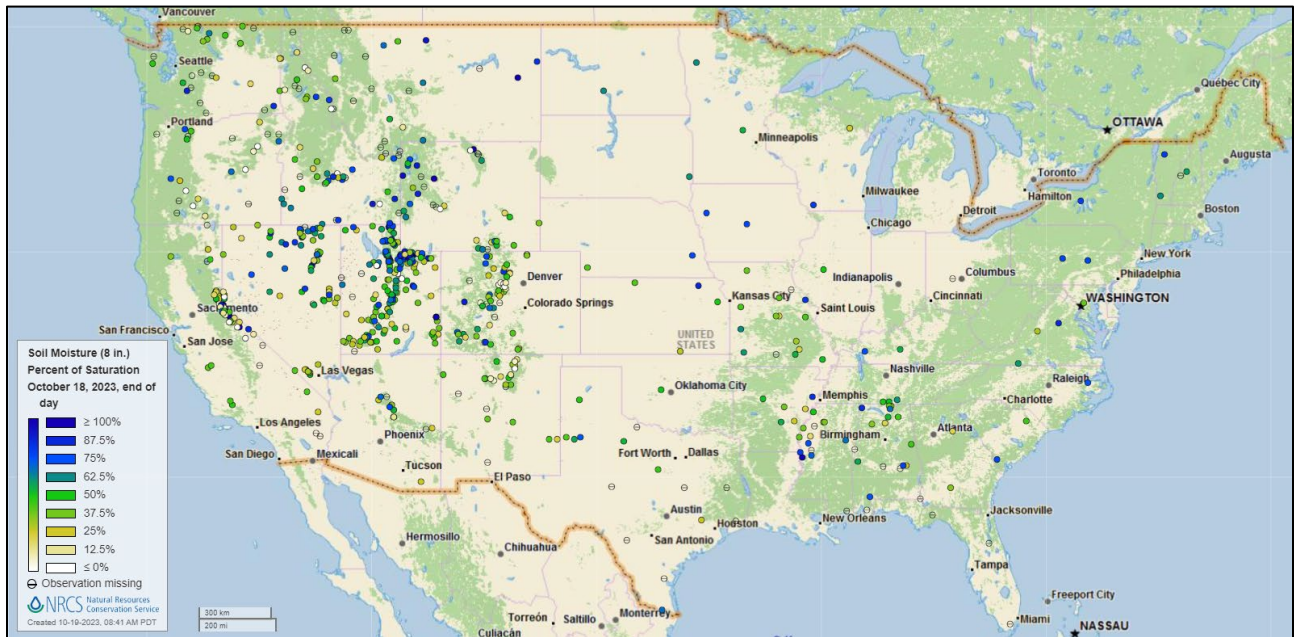 Vancouver
Seattle
Québec City
OTTAWA
Portland
Minneapolis
Augusta
Toronto
Hamilton
Milwaukee
Detroit
Boston
Chicago
New York
Philadelphia
Denver
Indianapolis
Columbus
Colorado Springs
Kansas City
Cincinnati
WASHINGTON
Sacramento
Saint Louis
San Francisco
San Jose
UNITED
STATES
Las Vegas
Nashville
Raleigh
Oklahoma City
Memphis
Charlotte
Los Angeles
Phoenix
Birmingham
Atlanta
San Diego
Mexicali
Tucson
Fort Worth
Dallas
El Paso
Austin
Jacksonville
Houston
New Orleans
San Antonio
Hermosillo
Chihuahua
Tampa
Freeport City
Monterrey
Torreón
Saltillo
Miami
Culiacán
NASSAU
Soil Moisture (8 in.)
Percent of Saturation
October 18, 2023, end of
day
≥ 100%
87.5%
75%
62.5%
50%
37.5%
25%
12.5%
≤ 0%
Observation missing
NRCS Natural Resources
Conservation Service
Created 10-19-2023, 08:41 AM PDT
300 km
200 mi